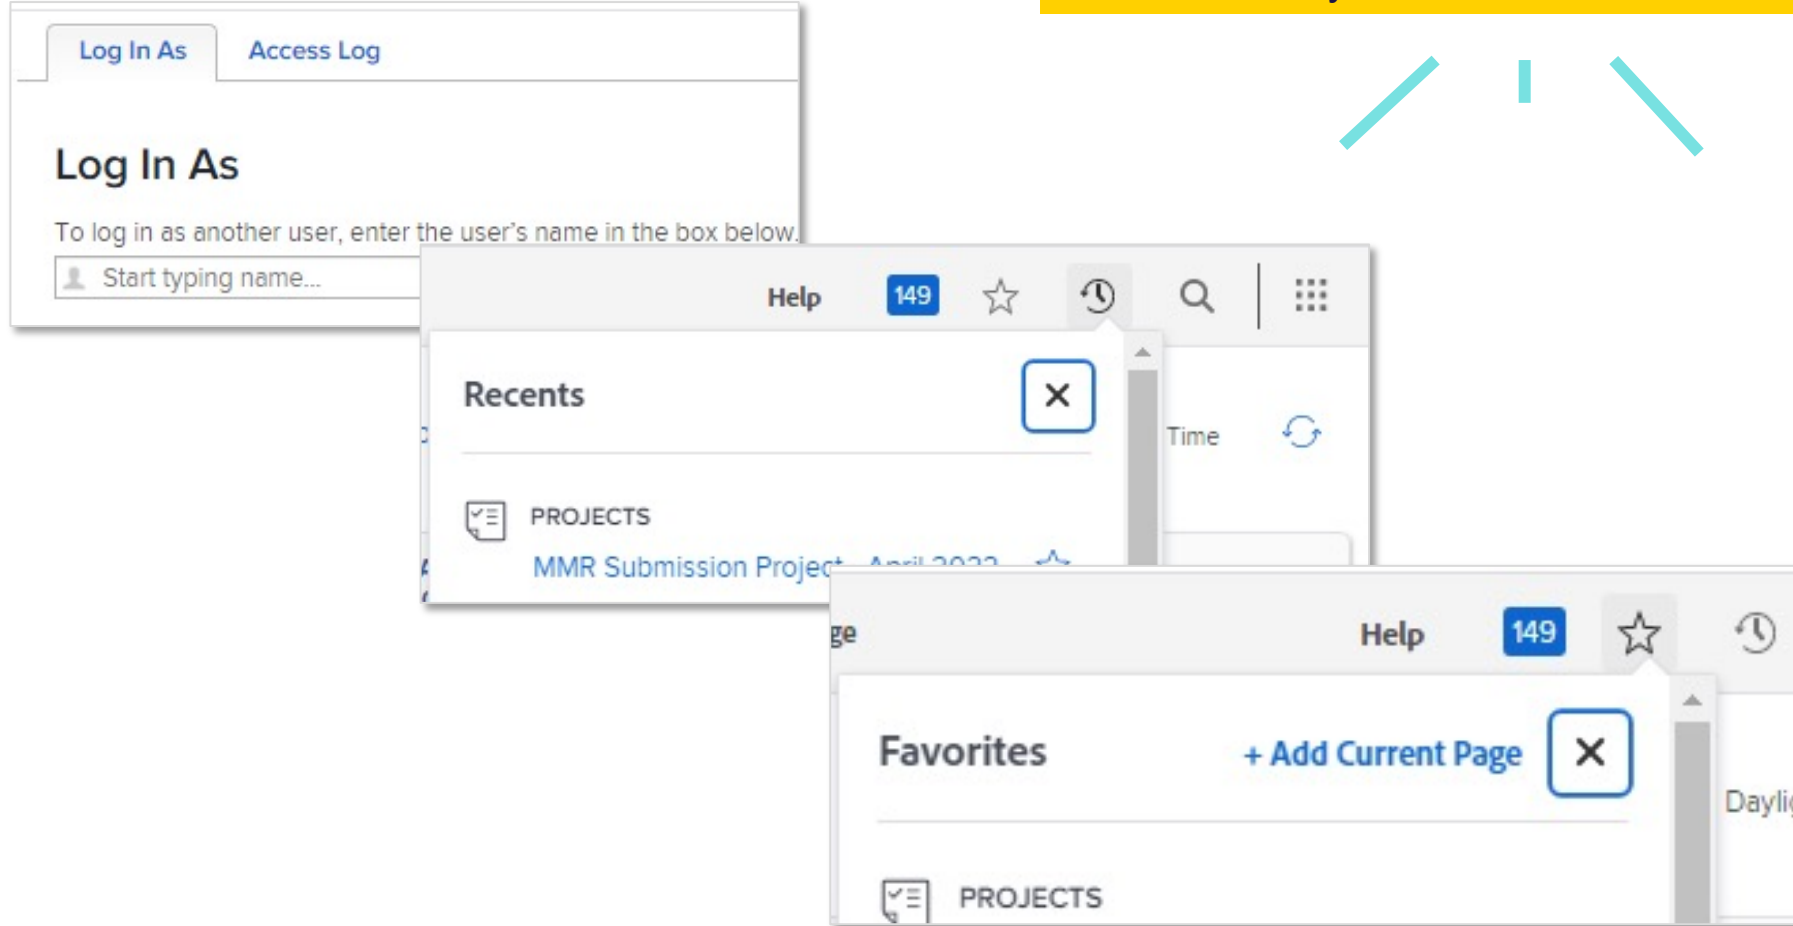 Log In As Access Log
Log In As
To log in as another user, enter the user's name in the box below.
Start typing name...
Help 149
Recents
Time
PROJECTS
MMR Submission Project
ge Help 149
Favorites + Add Current Page
PROJECTS